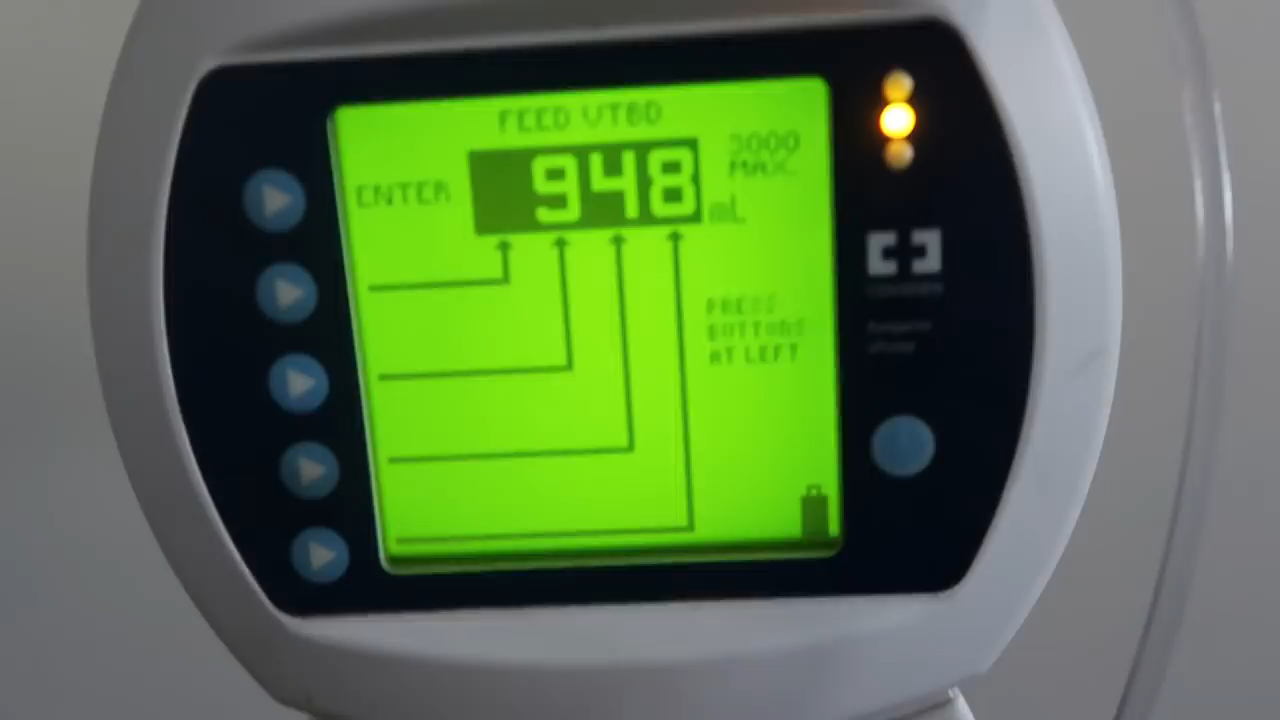 FEED VTBD
948
3000
MAX.
ENTER
mL
PRESS
BUTTONS
AT LEFT